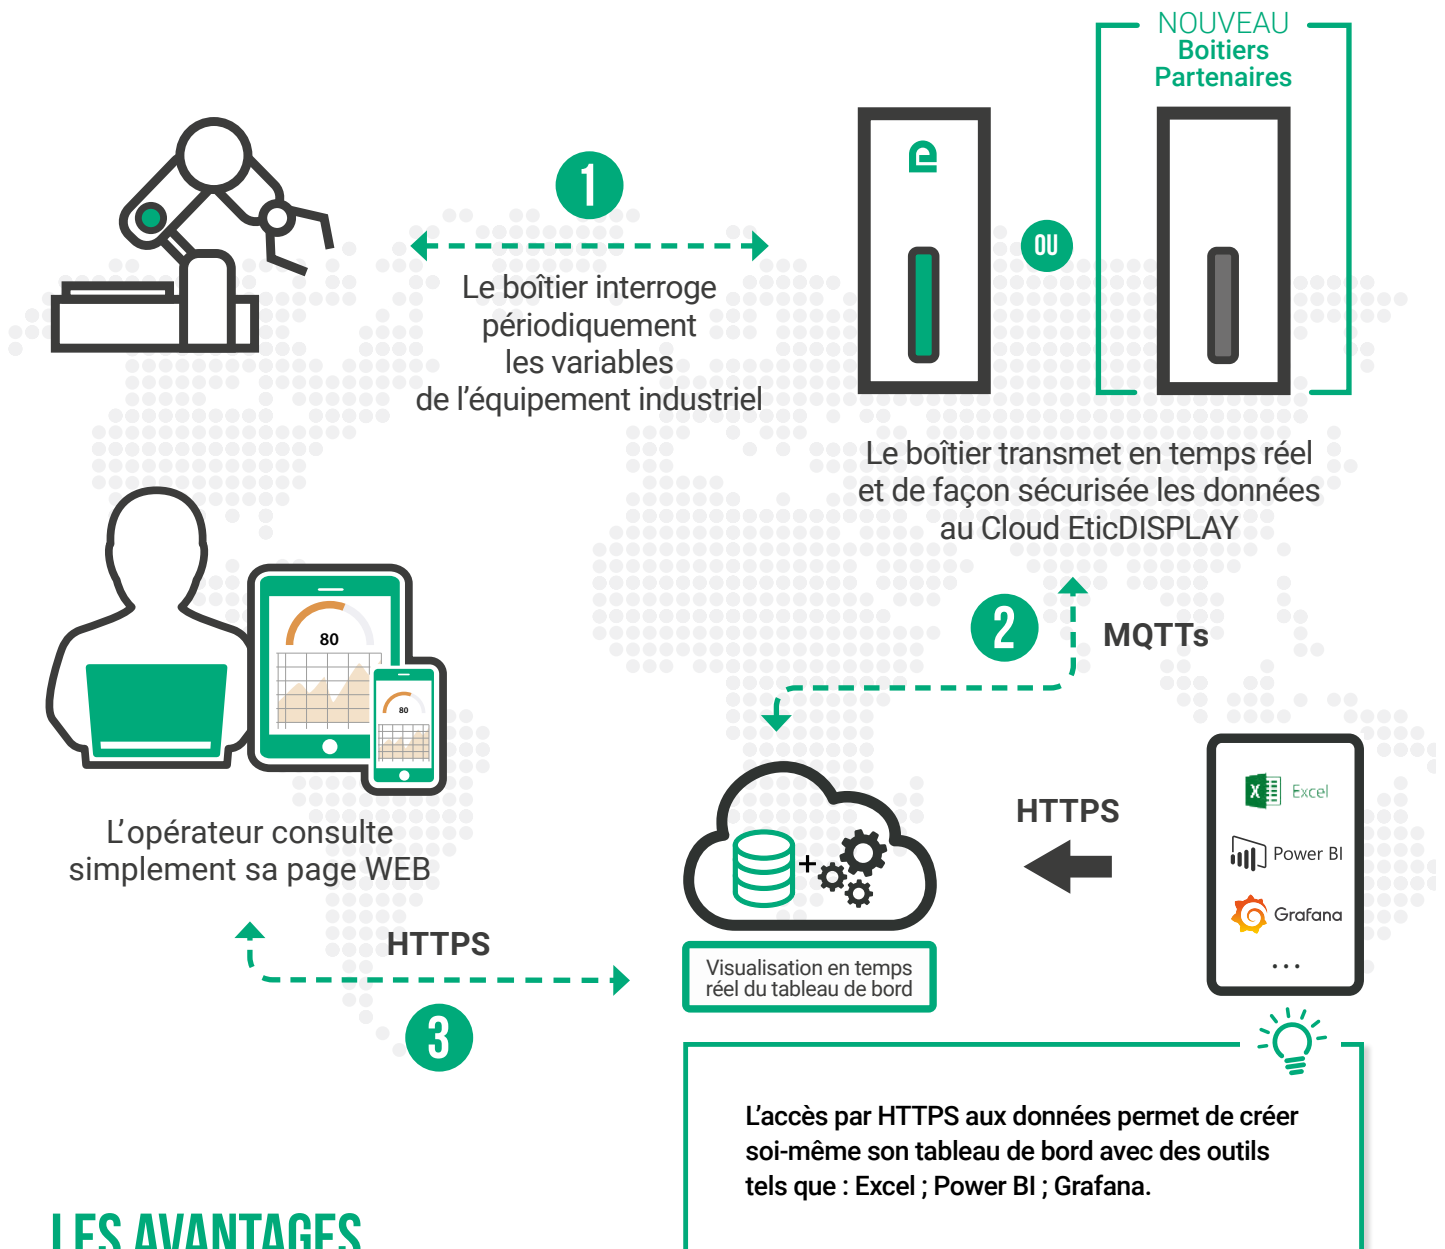 NOUVEAU
Boitiers
Partenaires
1
OU
Le boîtier interroge
périodiquement
les variables
de l'équipement industriel
Le boîtier transmet en temps réel
et de façon sécurisée les données
au Cloud EticDISPLAY
2
MQTTs
80
80
L'opérateur consulte
simplement sa page WEB
HTTPS
3
+
Visualisation en temps
réel du tableau de bord
HTTPS
X Excel
Power BI
Grafana
...
L'accès par HTTPS aux données permet de créer
soi-même son tableau de bord avec des outils
tels que : Excel ; Power BI ; Grafana.
LES AVANTAGES